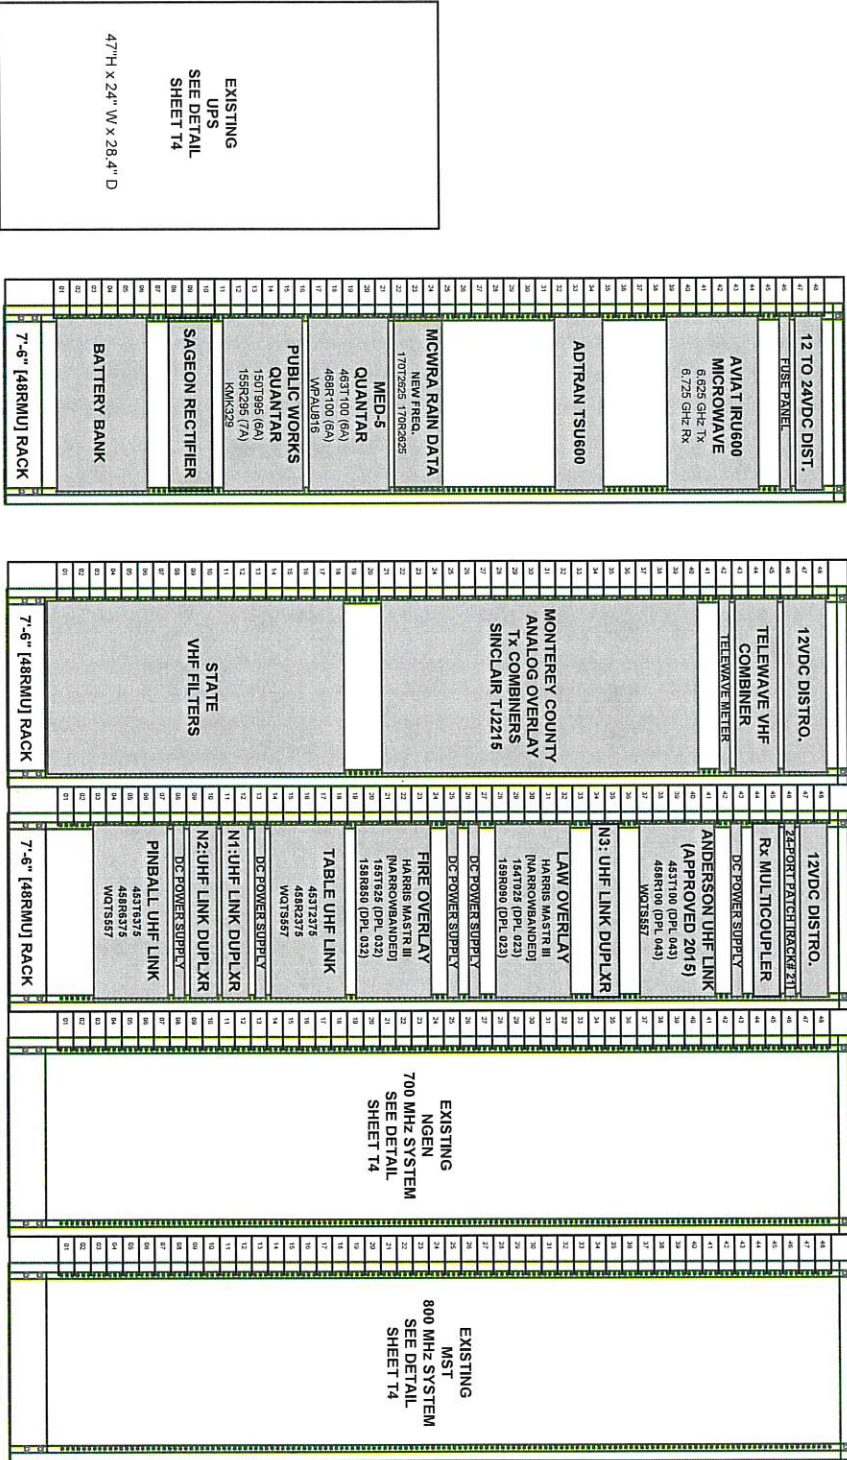 EXISTING
UPS
SEE DETAIL
SHEET T4
47"H x 24" W x 28.4" D
12 TO 24VDC DIST.
FUSE PANEL
AVIAT IRU600
MICROWAVE
6.625 GHz Tx
6.725 GHz Rx
ADTRAN TSU600
MCWRA RAIN DATA
NEW FREQ.
170T2625 170R2625
MED-5
QUANTAR
463T100 (6A)
468R100 (6A)
WPAU816
PUBLIC WORKS
QUANTAR
150T995 (6A)
155R295 (7A)
KMK329
SAGEON RECTIFIER
BATTERY BANK
7'-6" [48RMU] RACK
12VDC DISTRO.
TELEWAVE VHF
COMBINER
TELEWAVE METER
MONTEREY COUNTY
ANALOG OVERLAY
Tx COMBINERS
SINCLAIR TJ2215
STATE
VHF FILTERS
7'-6" [48RMU] RACK
12VDC DISTRO.
24-PORT PATCH [RACK# 211]
Rx MULTICOUPLER
DC POWER SUPPLY
ANDERSON UHF LINK
(APPROVED 2015)
453T100 (DPL 043)
458R100 (DPL 043)
WQTS557
N3: UHF LINK DUPLXR
LAW OVERLAY
HARRIS MASTR III
[NARROWBANDED]
154T025 (DPL 023)
159R090 (DPL 023)
DC POWER SUPPLY
DC POWER SUPPLY
FIRE OVERLAY
HARRIS MASTR III
[NARROWBANDED]
155T625 (DPL 032)
158R850 (DPL 032)
TABLE UHF LINK
453T2375
458R2375
WQTS557
DC POWER SUPPLY
N1:UHF LINK DUPLXR
N2:UHF LINK DUPLXR
DC POWER SUPPLY
PINBALL UHF LINK
453T6375
458R6375
WQTS557
7'-6" [48RMU] RACK
EXISTING
NGEN
700 MHz SYSTEM
SEE DETAIL
SHEET T4
EXISTING
MST
800 MHz SYSTEM
SEE DETAIL
SHEET T4